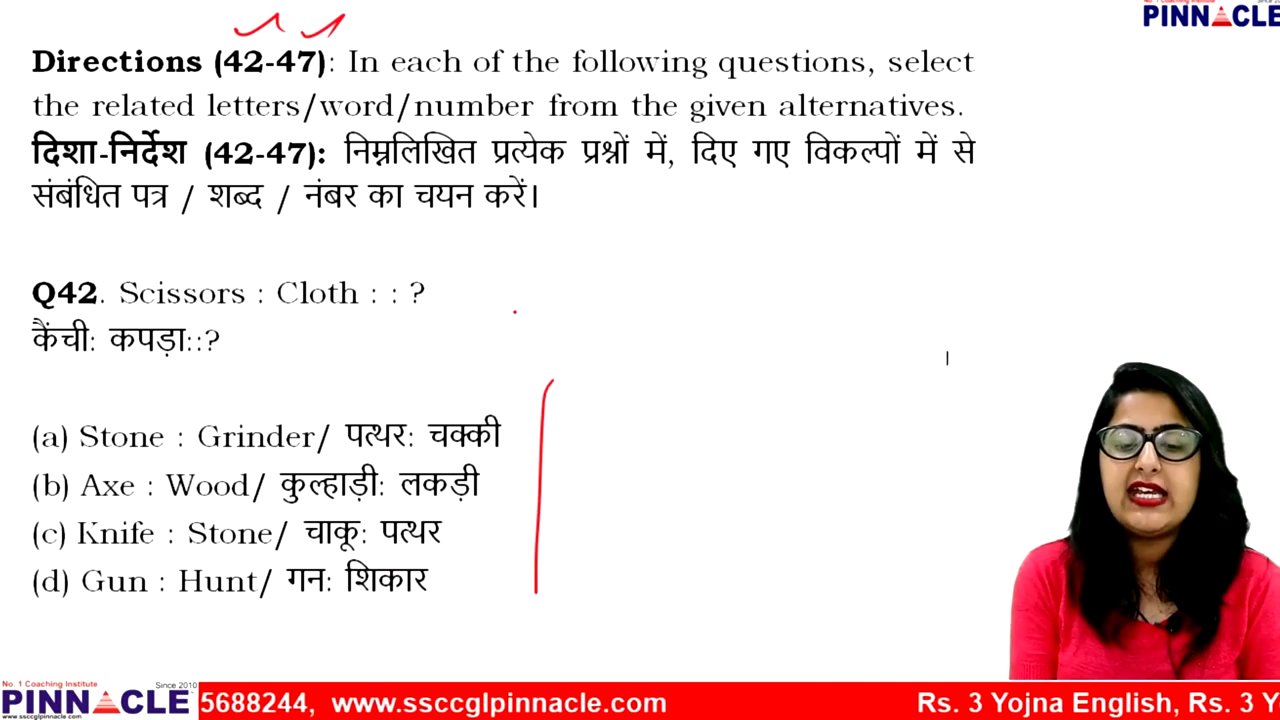 PINNACLE
Directions (42-47): In each of the following questions, select
the related letters/word/number from the given alternatives.
दिशा-निर्देश (42-47): निम्नलिखित प्रत्येक प्रश्नों में, दिए गए विकल्पों में से
संबंधित पत्र / शब्द / नंबर का चयन करें।
Q42. Scissors : Cloth : : ?
कैंची: कपड़ा::?
(a) Stone : Grinder/ पत्थर: चक्की
(b) Axe : Wood/ कुल्हाड़ी: लकड़ी
(c) Knife : Stone/ चाकू: पत्थर
(d) Gun : Hunt/ गन: शिकार
No. 1 Coaching Institute Since 2010
PINNACLE
www.ssccglpinnacle.com
5688244, www.ssccglpinnacle.com Rs. 3 Yojna English, Rs. 3 Y